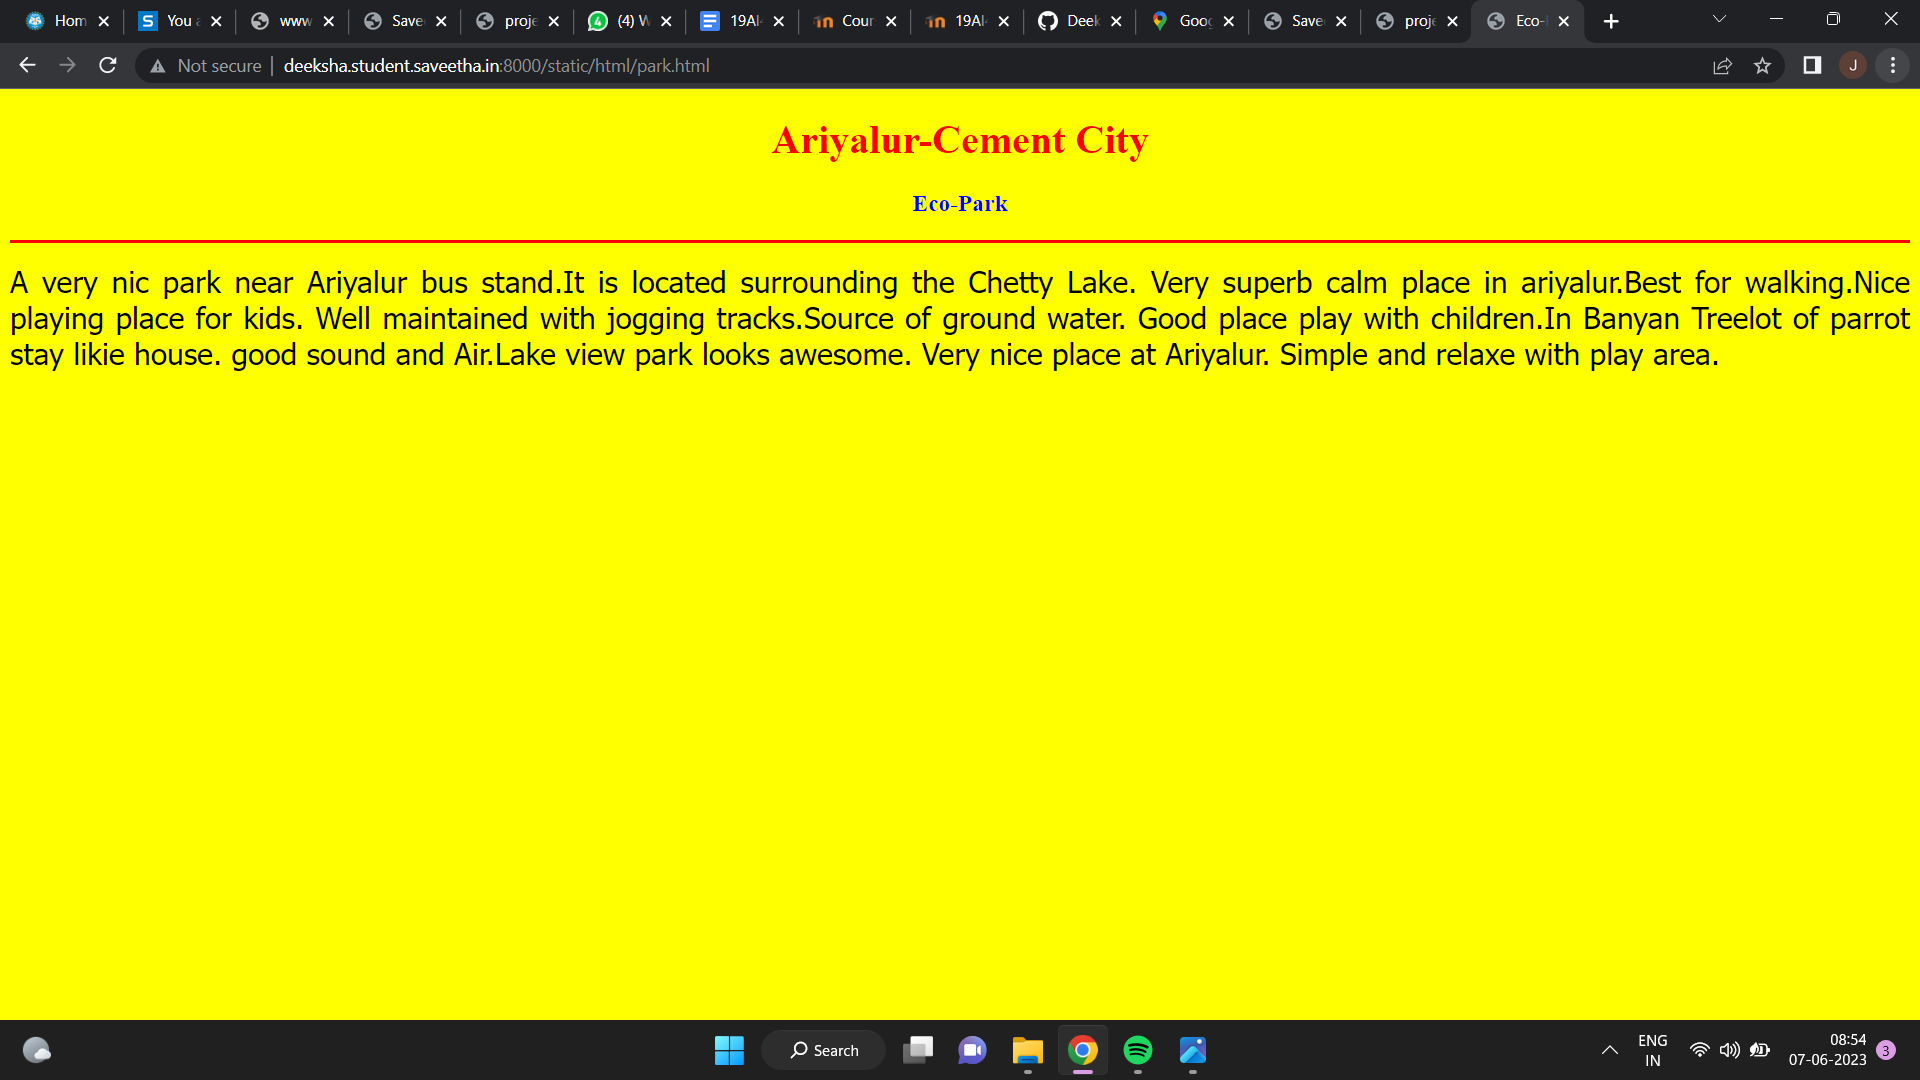 Hom
You a
www
Save
proje
(4) W
19AI
Cour
19AI
Deek
Goog
Save
proje
Eco-
Not secure | deeksha.student.saveetha.in:8000/static/html/park.html
J
Ariyalur-Cement City
Eco-Park
A very nic park near Ariyalur bus stand.It is located surrounding the Chetty Lake. Very superb calm place in ariyalur.Best for walking.Nice
playing place for kids. Well maintained with jogging tracks.Source of ground water. Good place play with children.In Banyan Treelot of parrot
stay likie house. good sound and Air.Lake view park looks awesome. Very nice place at Ariyalur. Simple and relaxe with play area.
Search
ENG
IN
08:54
07-06-2023
3